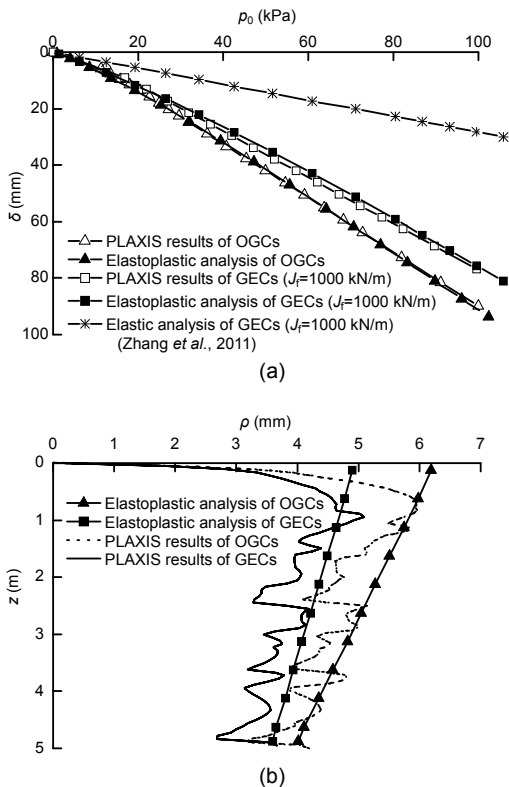 p₀ (kPa)
0 20 40 60 80 100
0
20
40
60
80
100
δ (mm)
PLAXIS results of OGCs
Elastoplastic analysis of OGCs
PLAXIS results of GECs (Jf=1000 kN/m)
Elastoplastic analysis of GECs (Jf=1000 kN/m)
Elastic analysis of GECs (Jf=1000 kN/m)
(Zhang et al., 2011)
(a)
ρ (mm)
0 1 2 3 4 5 6 7
0
1
2
3
4
5
z (m)
Elastoplastic analysis of OGCs
Elastoplastic analysis of GECs
PLAXIS results of OGCs
PLAXIS results of GECs
(b)